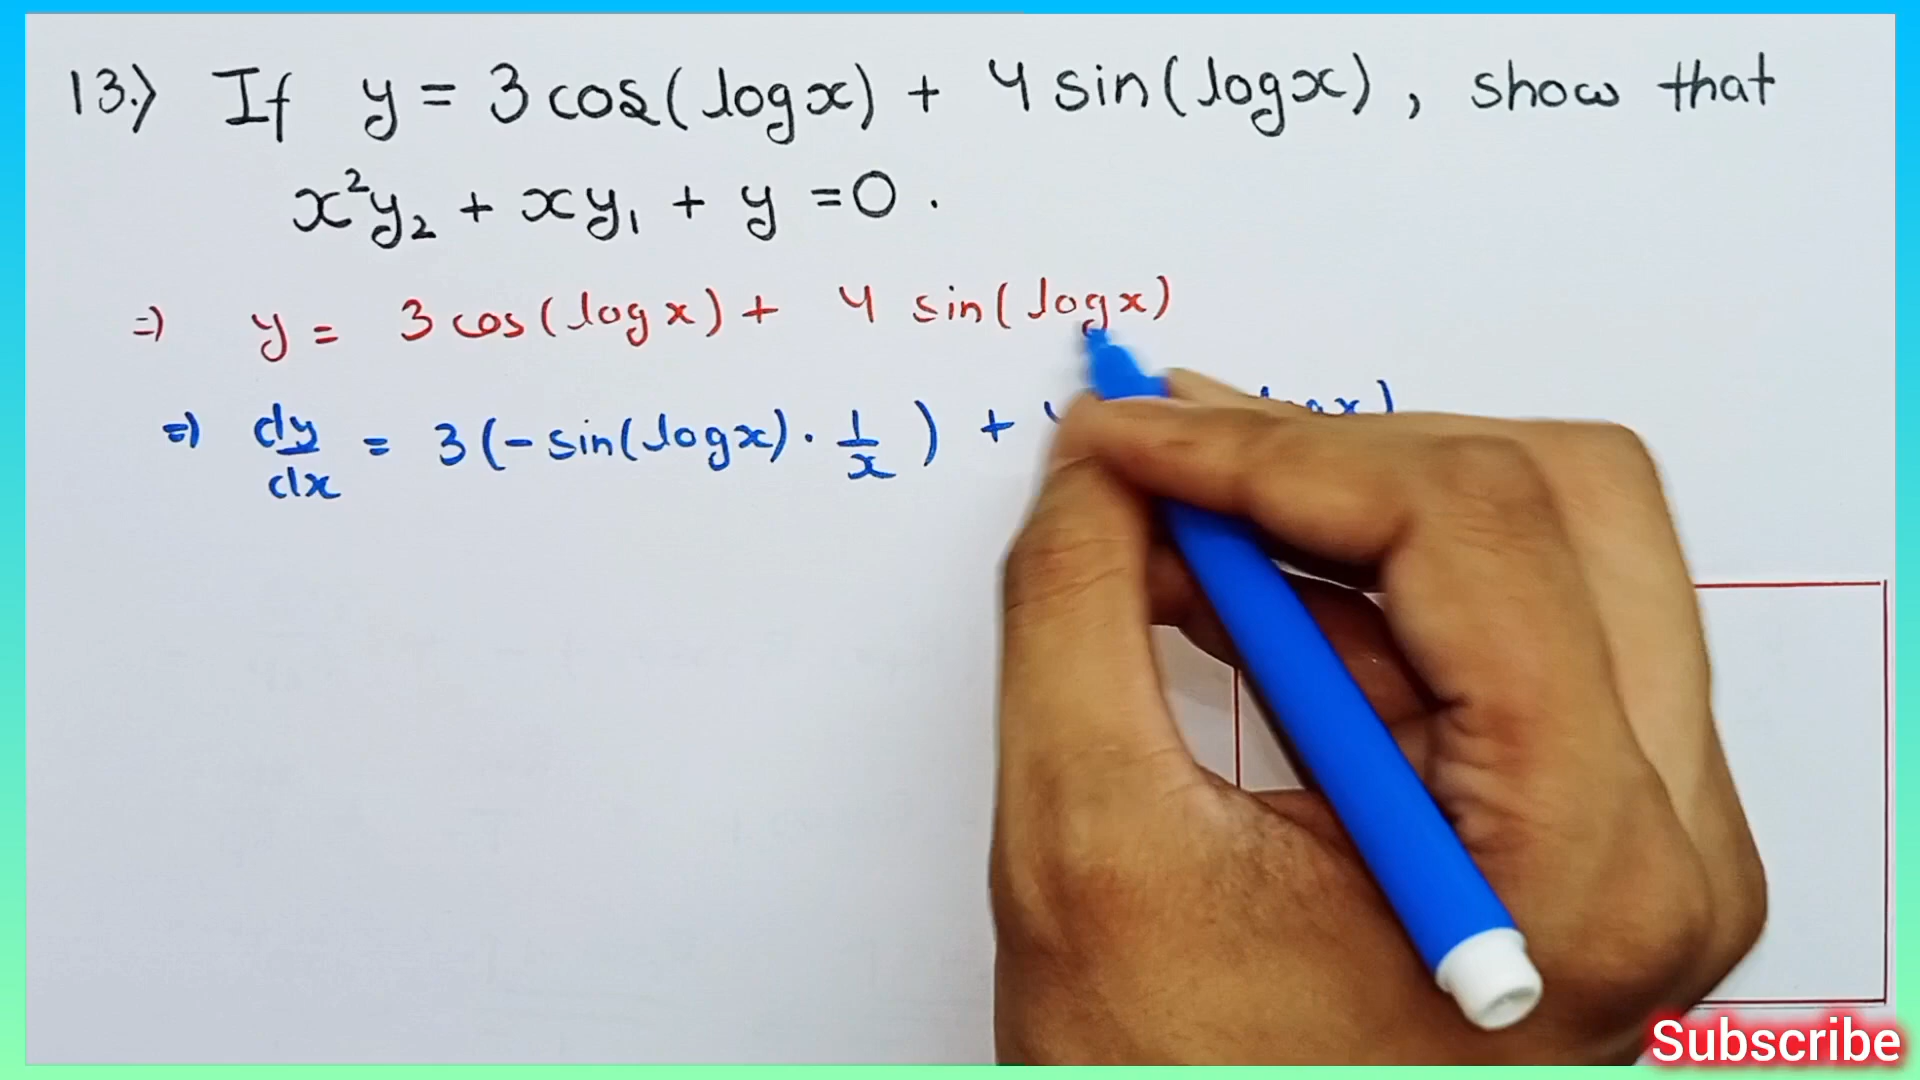 13.) If y = 3 cos(log x) + 4 sin(log x), show that
x²y₂ + xy₁ + y = 0.
⇒ y = 3 cos(log x) + 4 sin(log x)
⇒ dy/dx = 3(-sin(log x) · 1/x) +
Subscribe